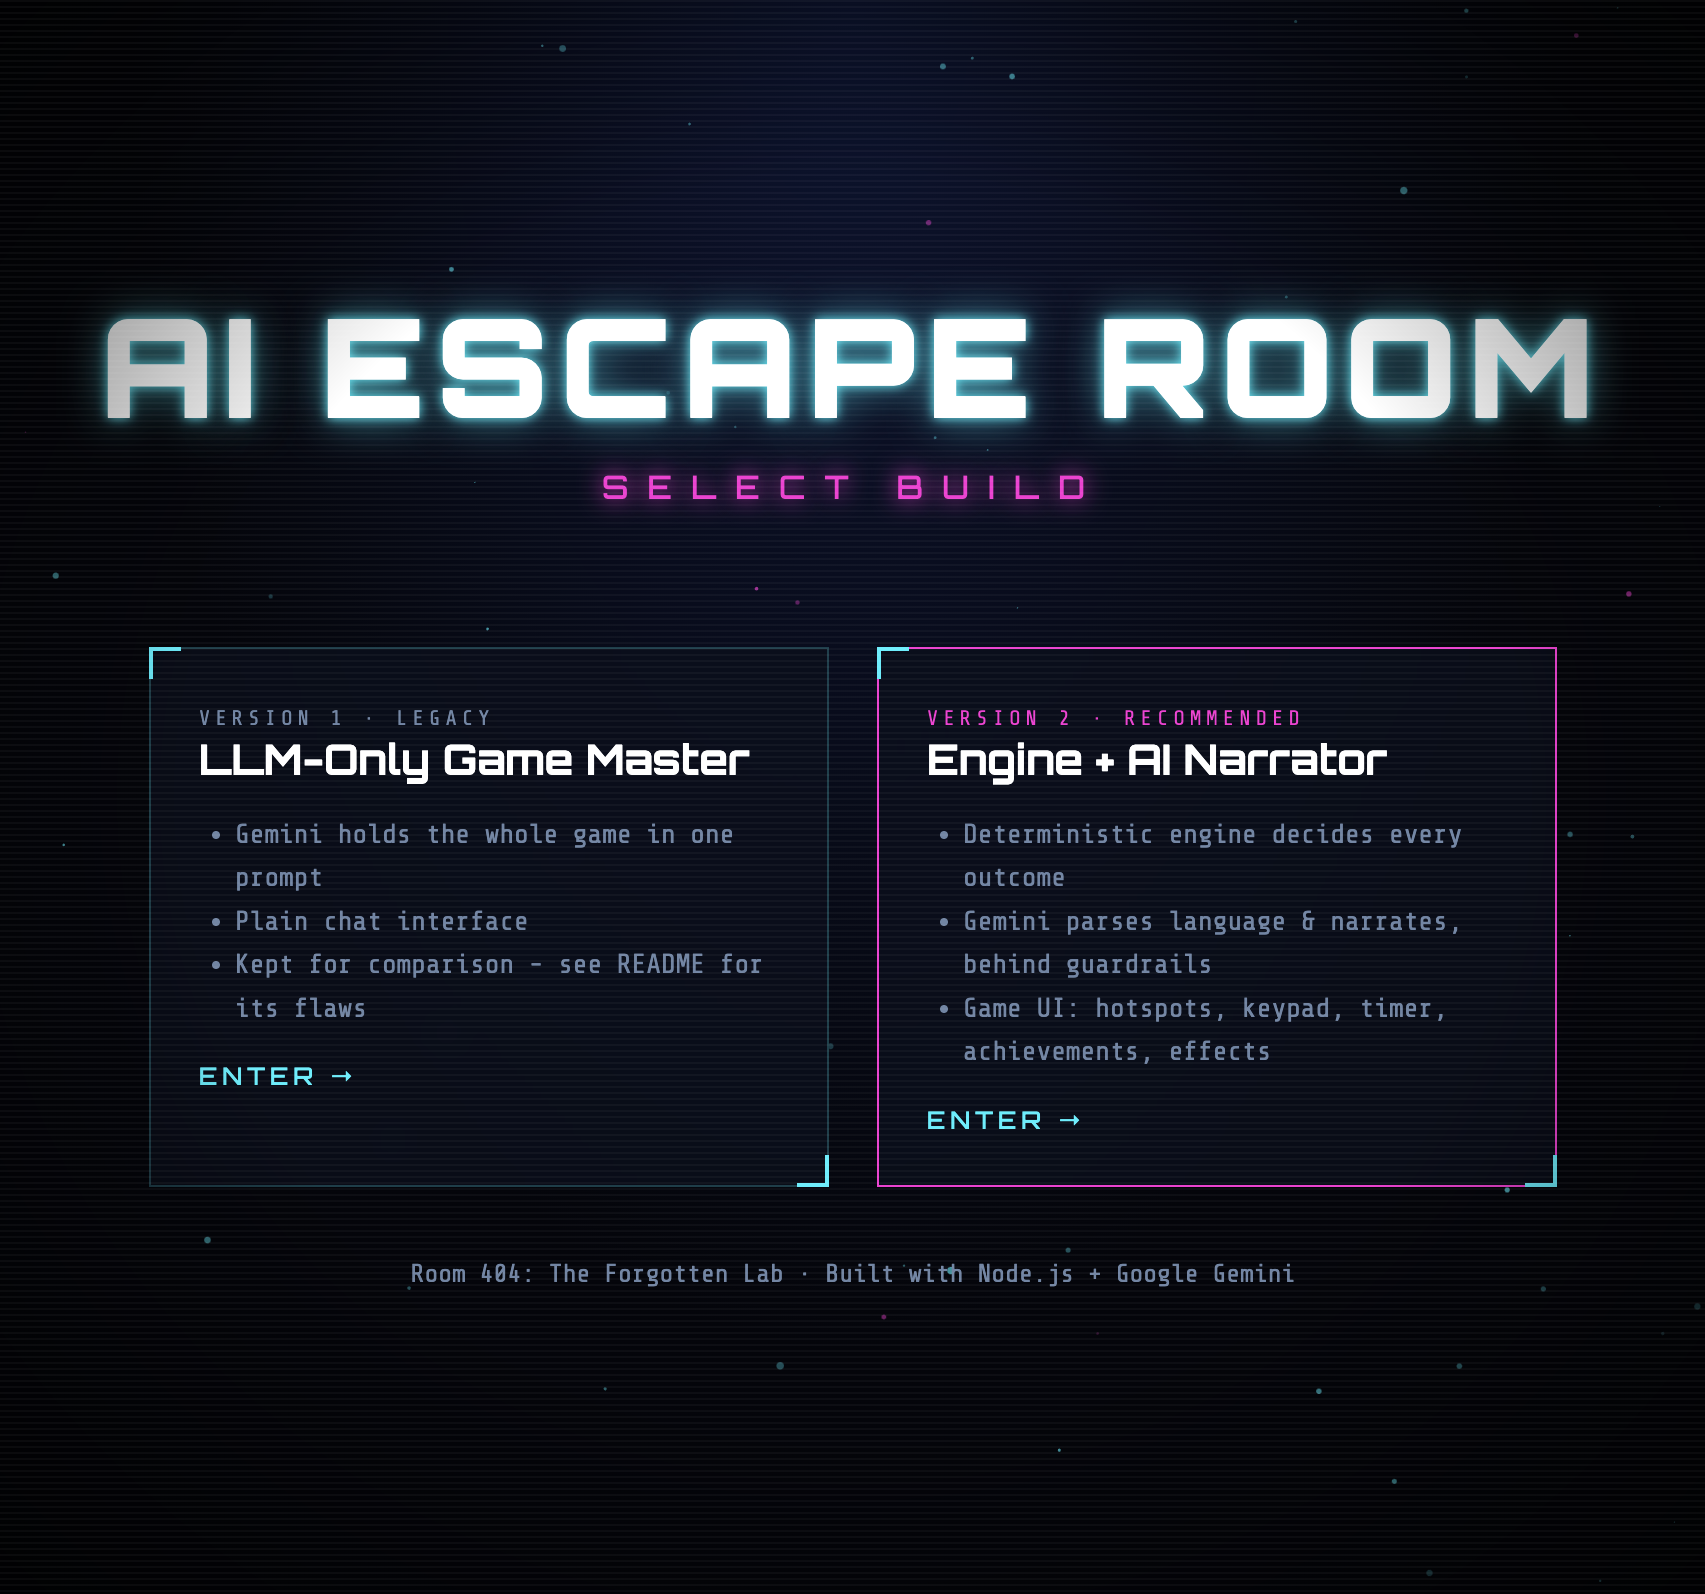 AI ESCAPE ROOM
SELECT BUILD
VERSION 1 · LEGACY
LLM-Only Game Master
• Gemini holds the whole game in one
prompt
• Plain chat interface
• Kept for comparison – see README for
its flaws
ENTER →
VERSION 2 · RECOMMENDED
Engine + AI Narrator
• Deterministic engine decides every
outcome
• Gemini parses language & narrates,
behind guardrails
• Game UI: hotspots, keypad, timer,
achievements, effects
ENTER →
Room 404: The Forgotten Lab · Built with Node.js + Google Gemini